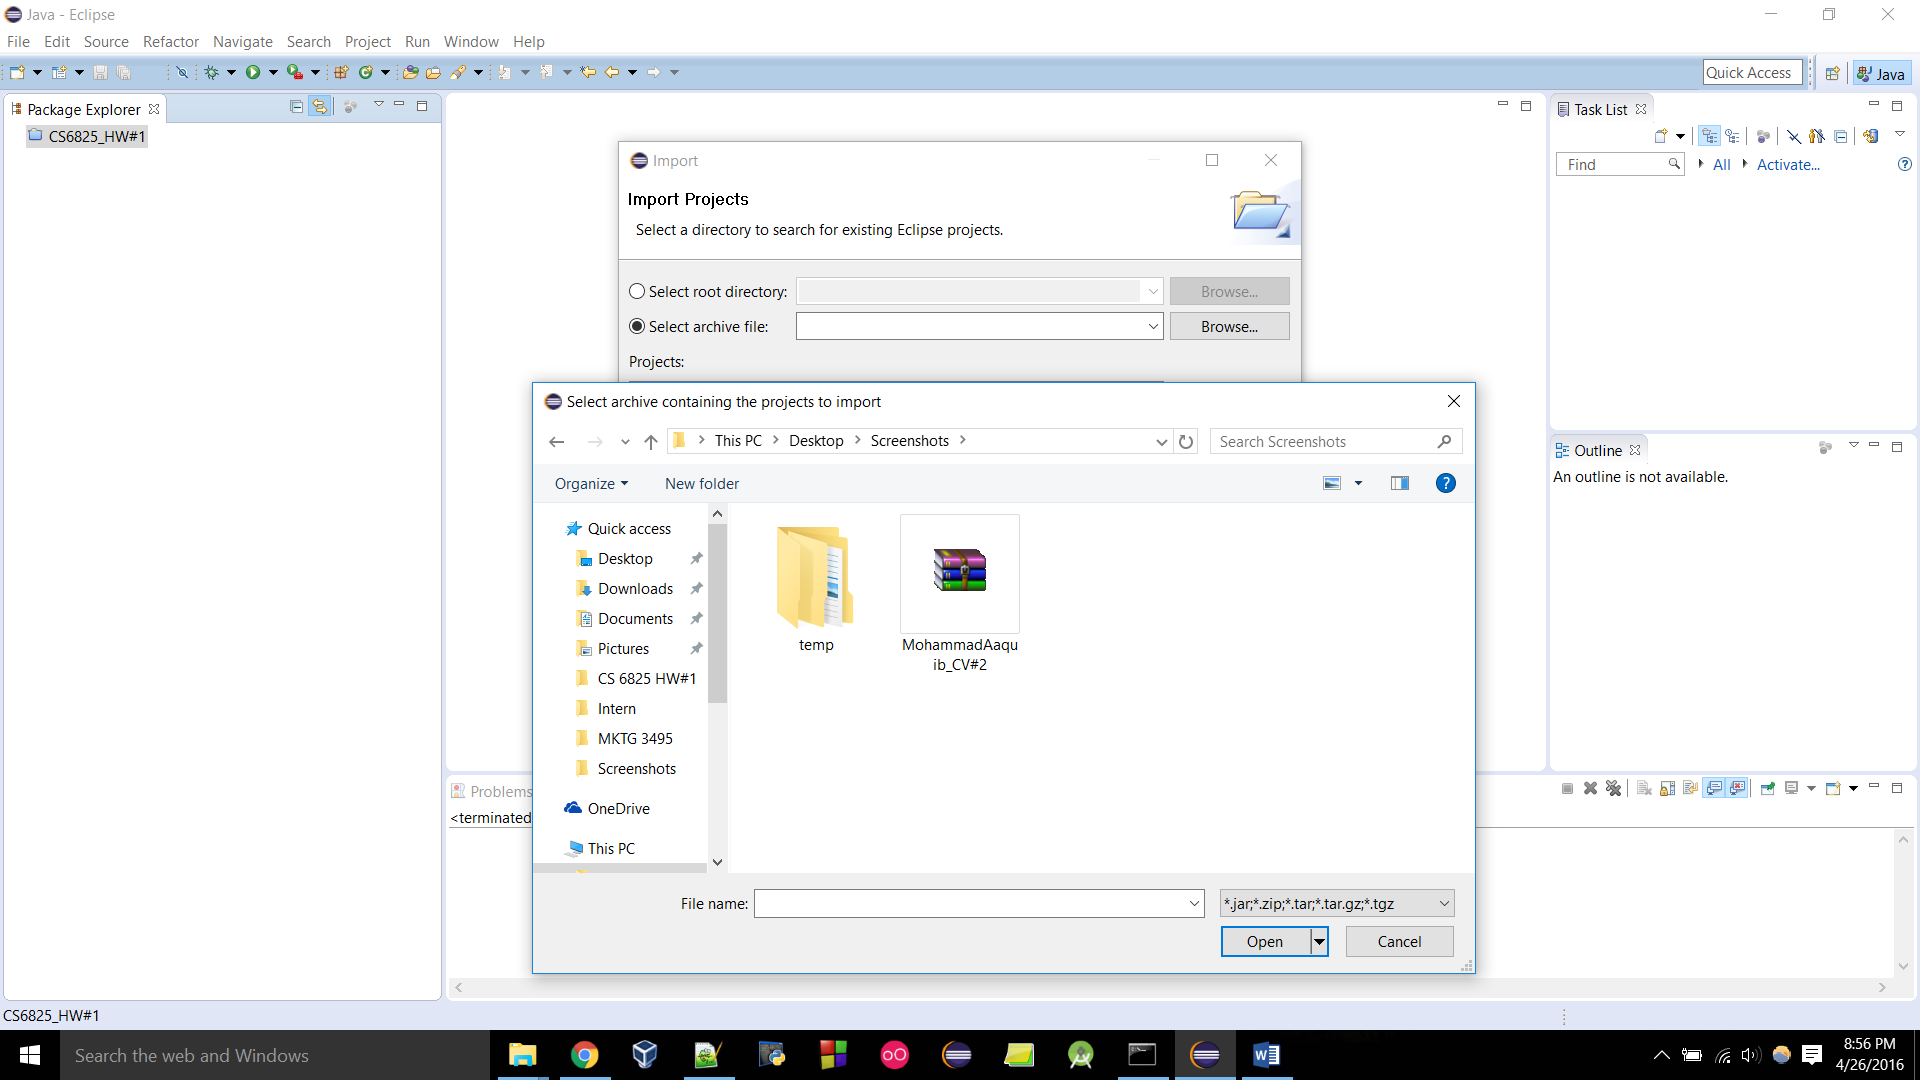 Java - Eclipse
File Edit Source Refactor Navigate Search Project Run Window Help
Quick Access
Java
Package Explorer
CS6825_HW#1
Task List
Find
All
Activate...
Import
Import Projects
Select a directory to search for existing Eclipse projects.
Select root directory:
Browse...
Select archive file:
Browse...
Projects:
Select archive containing the projects to import
This PC
Desktop
Screenshots
Search Screenshots
Organize
New folder
Quick access
Desktop
Downloads
Documents
Pictures
CS 6825 HW#1
Intern
MKTG 3495
Screenshots
OneDrive
This PC
temp
MohammadAaqu
ib_CV#2
File name:
*.jar;*.zip;*.tar;*.tar.gz;*.tgz
Open
Cancel
Outline
An outline is not available.
Problems
<terminated
CS6825_HW#1
Search the web and Windows
8:56 PM
4/26/2016